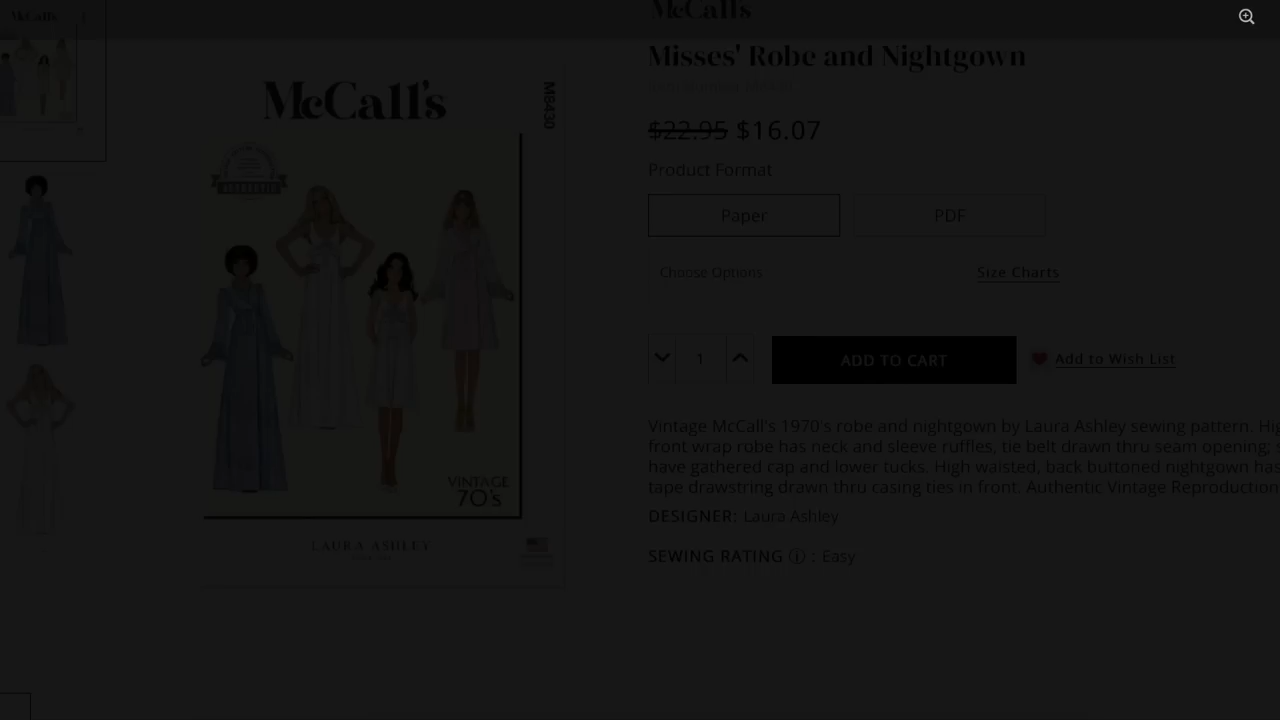 McCall's
McCall's
Misses' Robe and Nightgown
$22.95 $16.07
Product Format
Paper
PDF
Choose Options
Size Charts
1
ADD TO CART
Add to Wish List
Vintage McCall's 1970's robe and nightgown by Laura Ashley sewing pattern.
front wrap robe has neck and sleeve ruffles, tie belt drawn thru seam opening;
have gathered cap and lower tucks. High waisted, back buttoned nightgown has
tape drawstring drawn thru casing ties in front. Authentic Vintage Reproduction
DESIGNER: Laura Ashley
SEWING RATING ⓘ : Easy
McCall's
M8430
VINTAGE
70's
LAURA ASHLEY